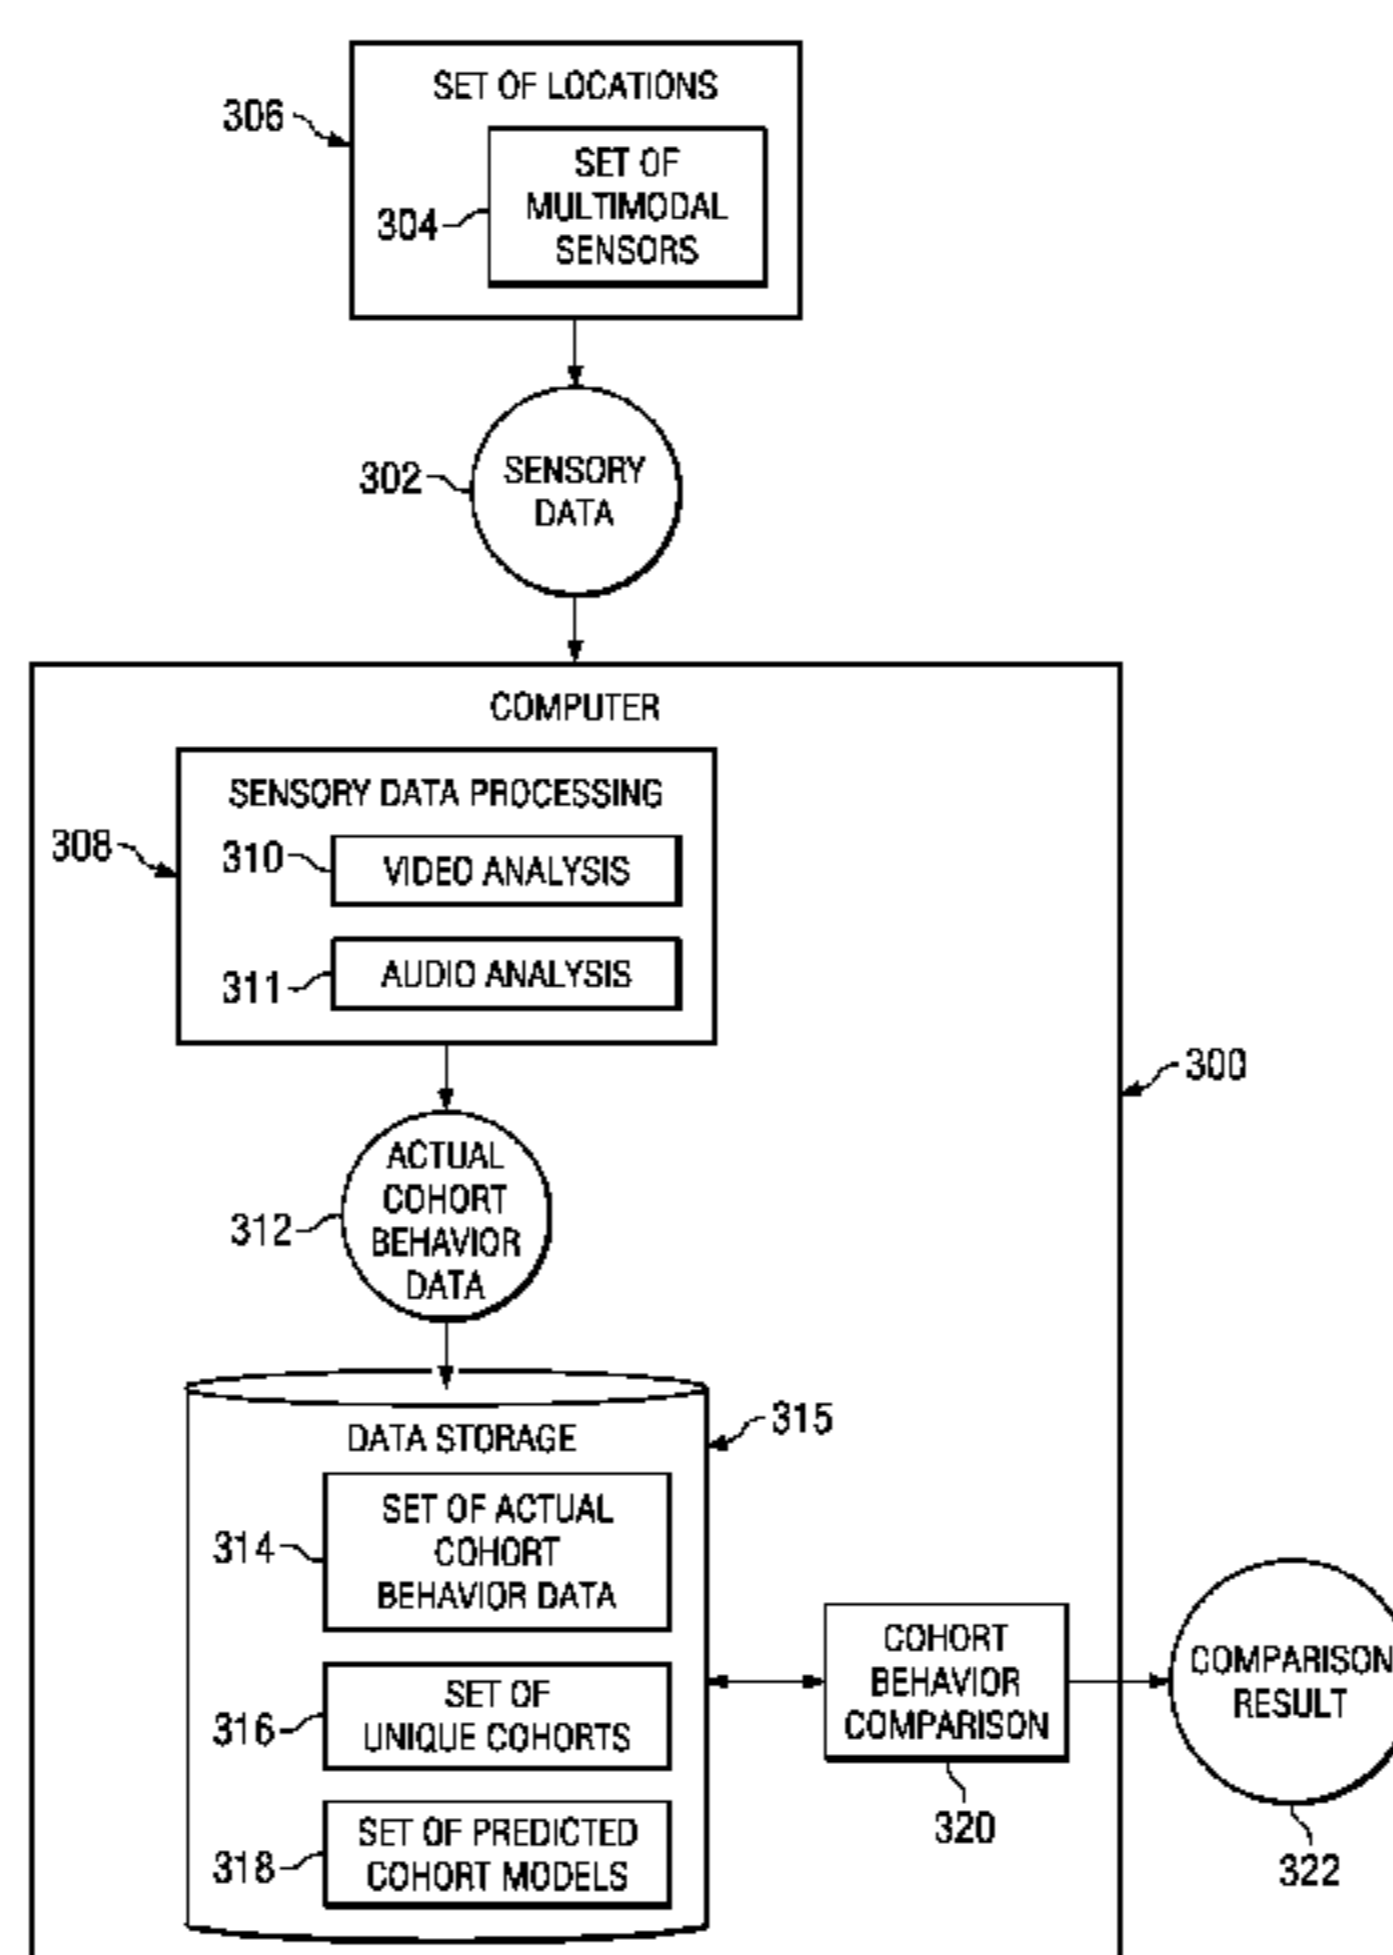 SET OF LOCATIONS
306
SET OF
MULTIMODAL
SENSORS
304
302
SENSORY
DATA
COMPUTER
SENSORY DATA PROCESSING
308
310
VIDEO ANALYSIS
311
AUDIO ANALYSIS
300
ACTUAL
COHORT
BEHAVIOR
DATA
312
DATA STORAGE
315
SET OF ACTUAL
COHORT
BEHAVIOR DATA
314
SET OF
UNIQUE COHORTS
316
SET OF PREDICTED
COHORT MODELS
318
COHORT
BEHAVIOR
COMPARISON
320
COMPARISON
RESULT
322